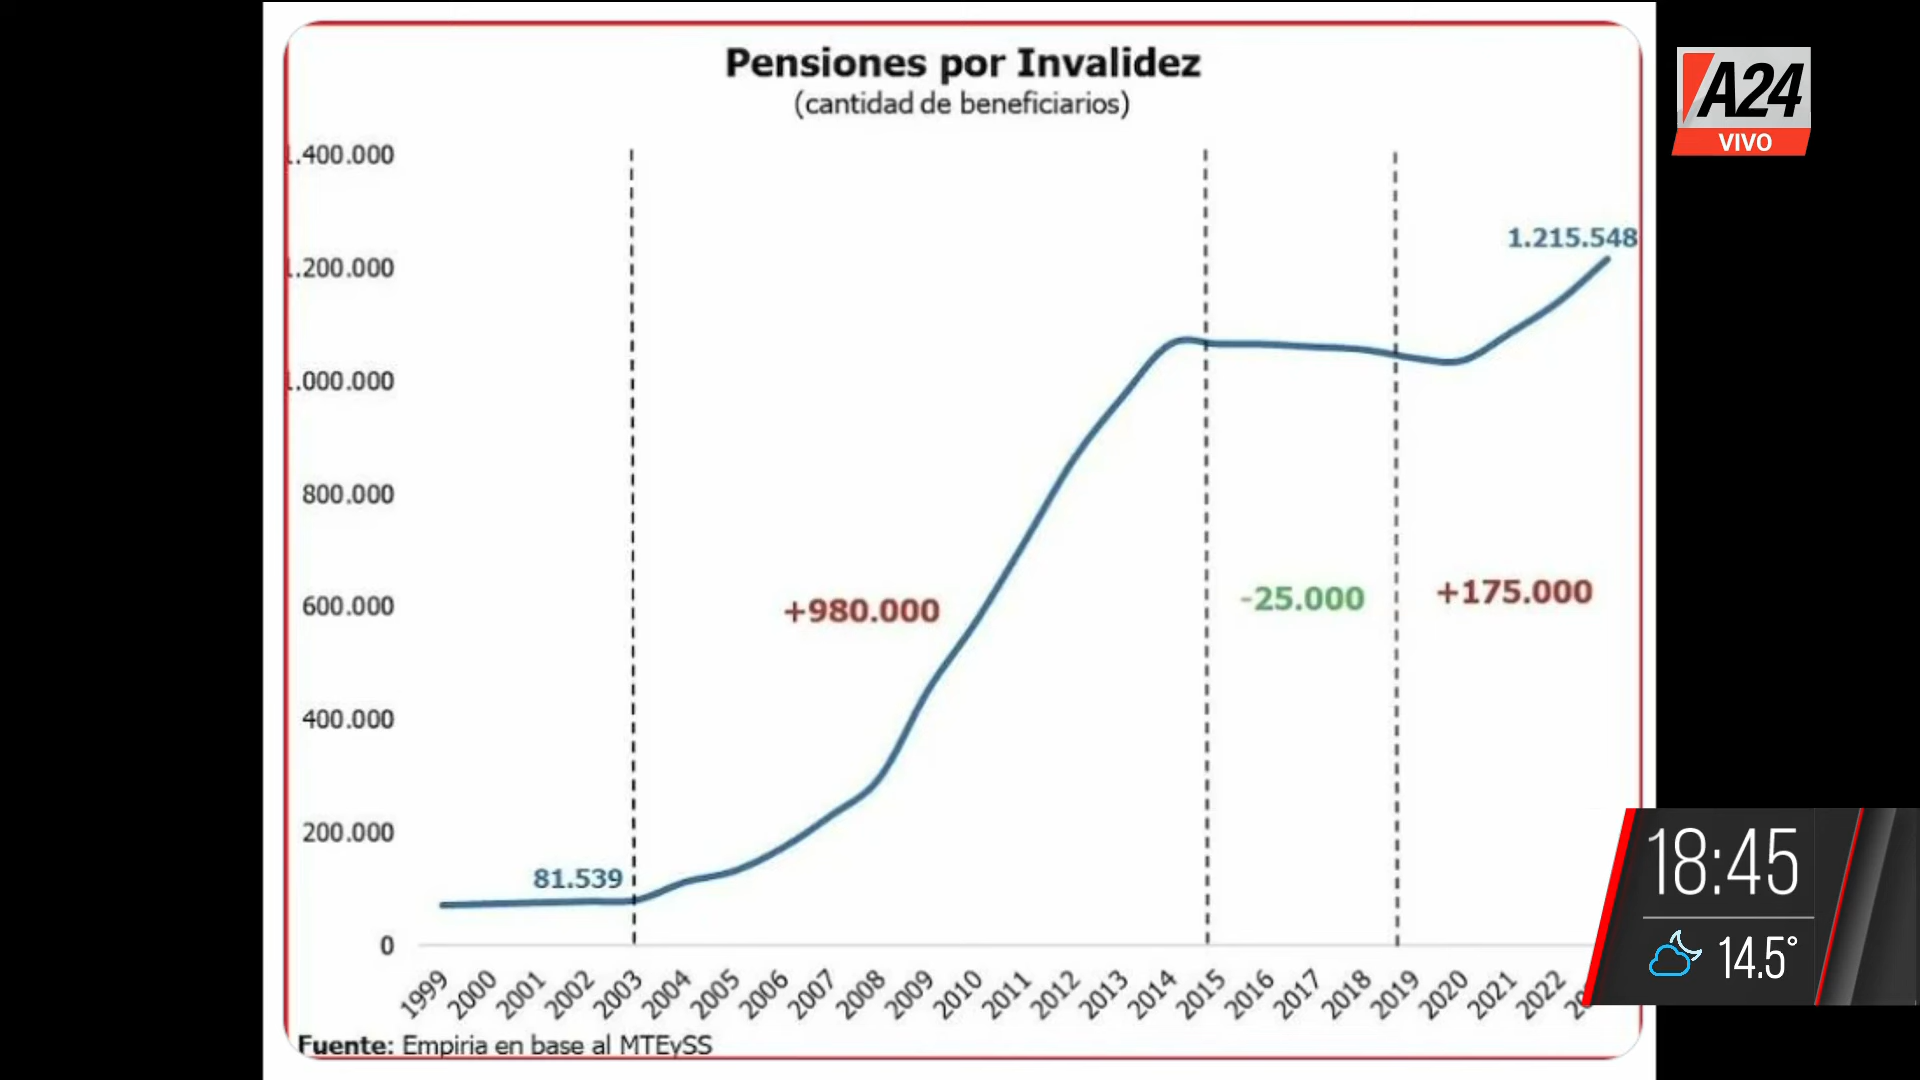 Pensiones por Invalidez
(cantidad de beneficiarios)
A24
VIVO
1.400.000
1.200.000
1.000.000
800.000
600.000
400.000
200.000
0
1.215.548
+980.000
-25.000
+175.000
81.539
1999 2000 2001 2002 2003 2004 2005 2006 2007 2008 2009 2010 2011 2012 2013 2014 2015 2016 2017 2018 2019 2020 2021 2022
Fuente: Empiria en base al MTEySS
18:45
14.5°